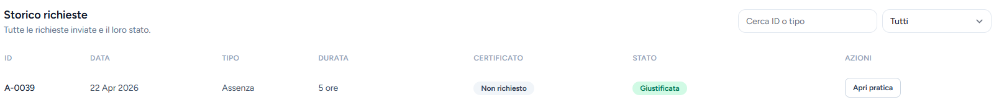 Storico richieste
Tutte le richieste inviate e il loro stato.
Cerca ID o tipo
Tutti
ID DATA TIPO DURATA CERTIFICATO STATO AZIONI
A-0039 22 Apr 2026 Assenza 5 ore Non richiesto Giustificata Apri pratica